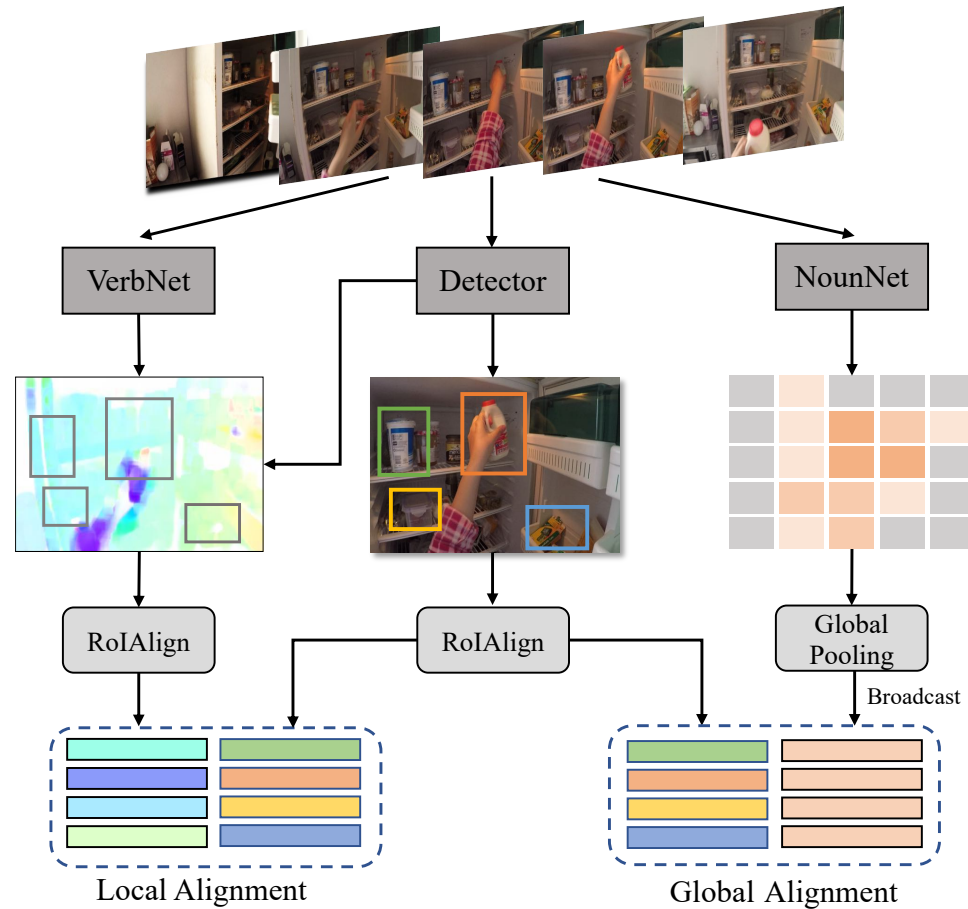 VerbNet
Detector
NounNet
RoIAlign
RoIAlign
Global
Pooling
Broadcast
Local Alignment
Global Alignment